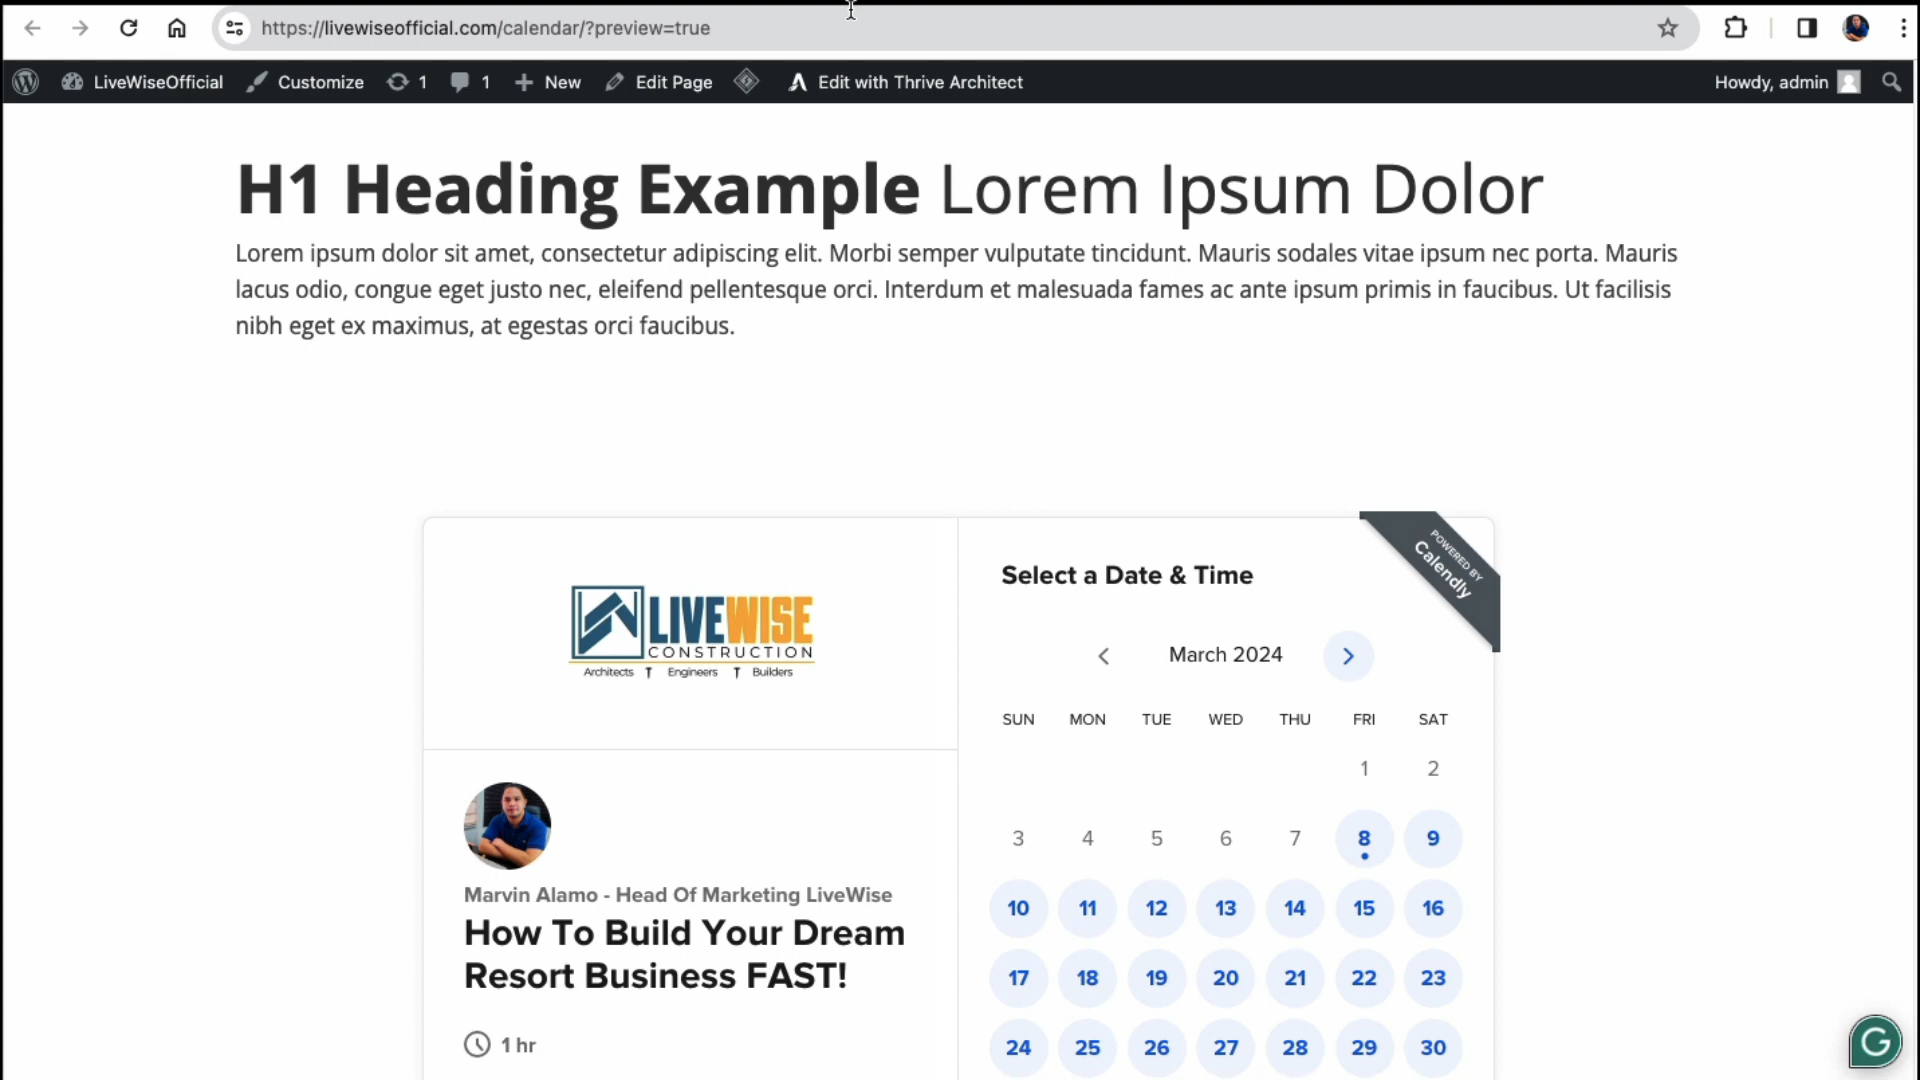 https://livewiseofficial.com/calendar/?preview=true
LiveWiseOfficial Customize 1 1 New Edit Page Edit with Thrive Architect Howdy, admin
H1 Heading Example Lorem Ipsum Dolor
Lorem ipsum dolor sit amet, consectetur adipiscing elit. Morbi semper vulputate tincidunt. Mauris sodales vitae ipsum nec porta. Mauris
lacus odio, congue eget justo nec, eleifend pellentesque orci. Interdum et malesuada fames ac ante ipsum primis in faucibus. Ut facilisis
nibh eget ex maximus, at egestas orci faucibus.
LIVEWISE
CONSTRUCTION
Architects Engineers Builders
Marvin Alamo - Head Of Marketing LiveWise
How To Build Your Dream
Resort Business FAST!
1 hr
Select a Date & Time
POWERED BY
Calendly
March 2024
SUN MON TUE WED THU FRI SAT
1 2
3 4 5 6 7 8 9
10 11 12 13 14 15 16
17 18 19 20 21 22 23
24 25 26 27 28 29 30